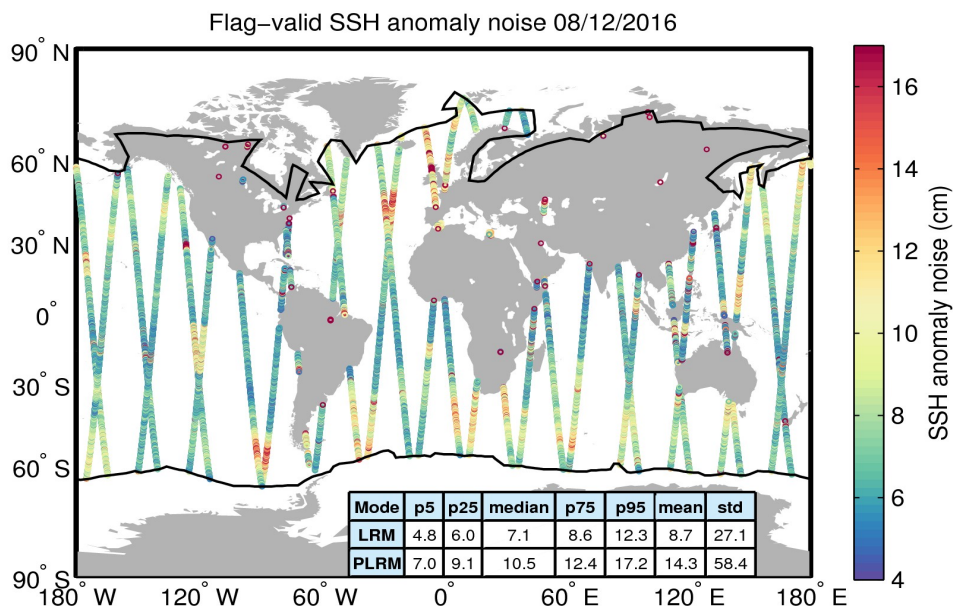 Flag−valid SSH anomaly noise 08/12/2016
90° N
60° N
30° N
0°
30° S
60° S
90° S
180° W 120° W 60° W 0° 60° E 120° E 180° E
Mode p5 p25 median p75 p95 mean std
LRM 4.8 6.0 7.1 8.6 12.3 8.7 27.1
PLRM 7.0 9.1 10.5 12.4 17.2 14.3 58.4
16
14
12
10
8
6
4
SSH anomaly noise (cm)